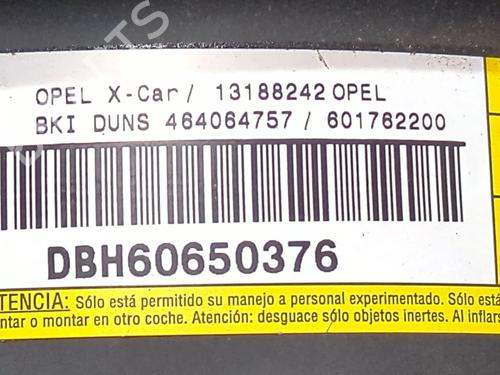 OPEL X-Car/ 13188242 OPEL
BKI DUNS 464064757 / 601762200
DBH60650376
TENCIA: Sólo está permitido su manejo a personal experimentado. Sólo está
ntar o montar en otro coche. Atención: desguace sólo objetos inertes. Al inflars